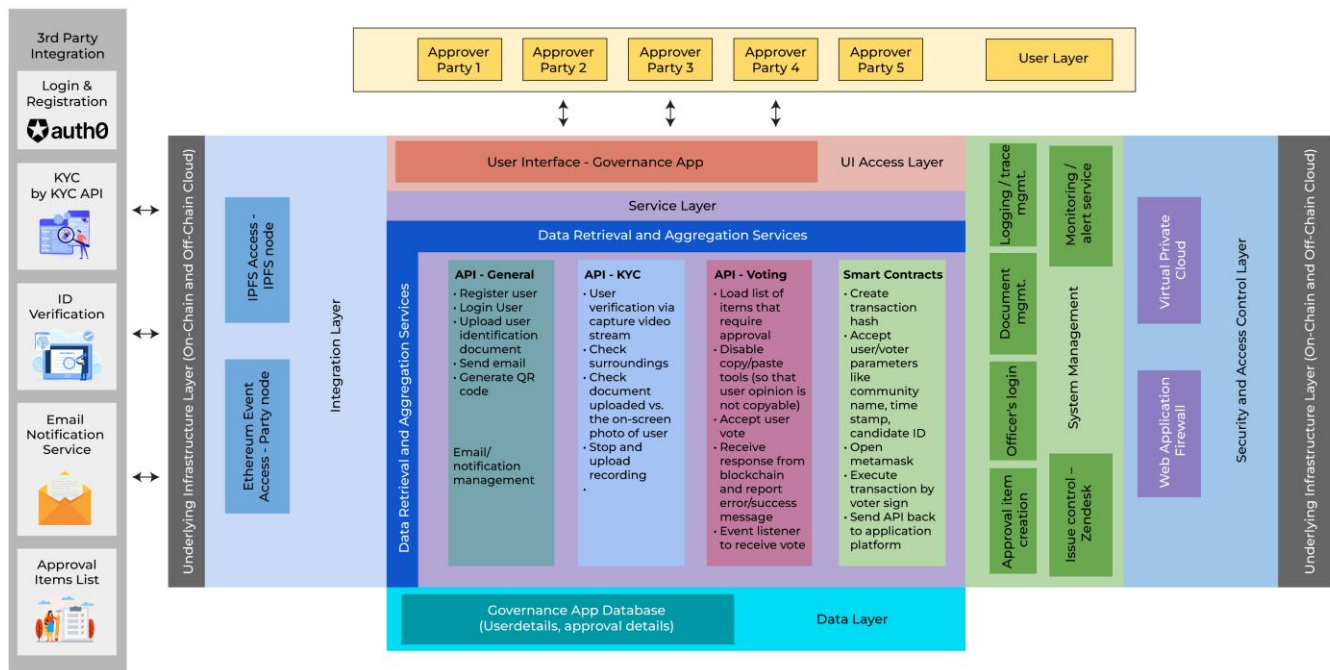 3rd Party
Integration
Login &
Registration
auth0
KYC
by KYC API
ID
Verification
Email
Notification
Service
Approval
Items List
Approver
Party 1
Approver
Party 2
Approver
Party 3
Approver
Party 4
Approver
Party 5
User Layer
Underlying Infrastructure Layer (On-Chain and Off-Chain Cloud)
IPFS Access -
IPFS node
Ethereum Event
Access - Party node
Integration Layer
User Interface - Governance App
UI Access Layer
Service Layer
Data Retrieval and Aggregation Services
Data Retrieval and Aggregation Services
API - General
• Register user
• Login User
• Upload user
identification
document
• Send email
• Generate QR
code
Email/
notification
management
API - KYC
• User
verification via
capture video
stream
• Check
surroundings
• Check
document
uploaded vs.
the on-screen
photo of user
• Stop and
upload
recording
•
API - Voting
• Load list of
items that
require
approval
• Disable
copy/paste
tools (so that
user opinion is
not copyable)
• Accept user
vote
• Receive
response from
blockchain
and report
error/success
message
• Event listener
to receive vote
Smart Contracts
• Create
transaction
hash
• Accept
user/voter
parameters
like
community
name, time
stamp,
candidate ID
• Open
metamask
• Execute
transaction by
voter sign
• Send API back
to application
platform
Governance App Database
(Userdetails, approval details)
Data Layer
Logging / trace
mgmt.
Document
mgmt.
Officer's login
Approval item
creation
Monitoring /
alert service
System Management
Issue control –
Zendesk
Virtual Private
Cloud
Web Application
Firewall
Security and Access Control Layer
Underlying Infrastructure Layer (On-Chain and Off-Chain Cloud)